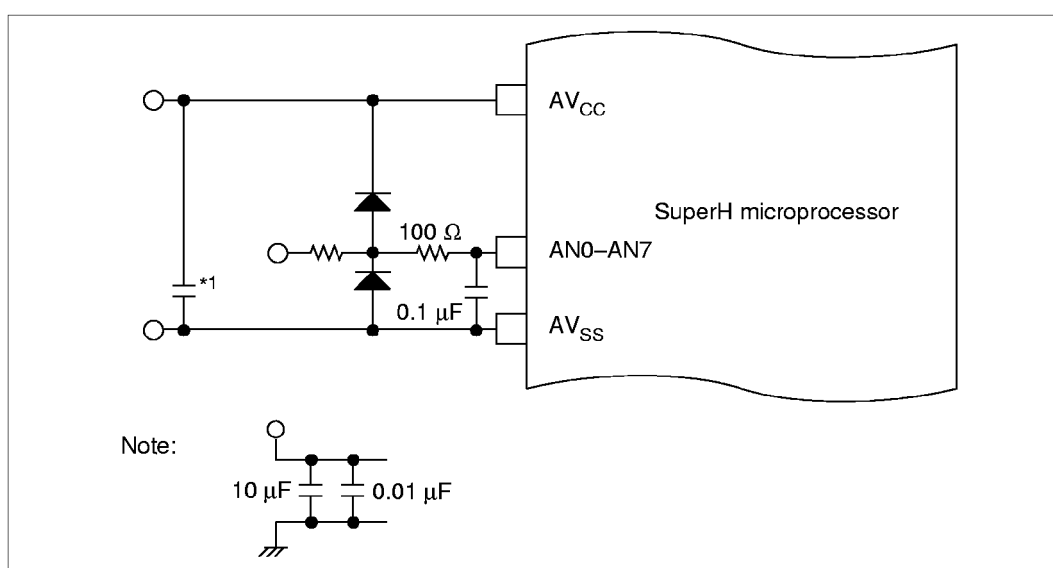 AVCC
SuperH microprocessor
100 Ω
AN0–AN7
*1
0.1 μF
AVSS
Note:
10 μF
0.01 μF